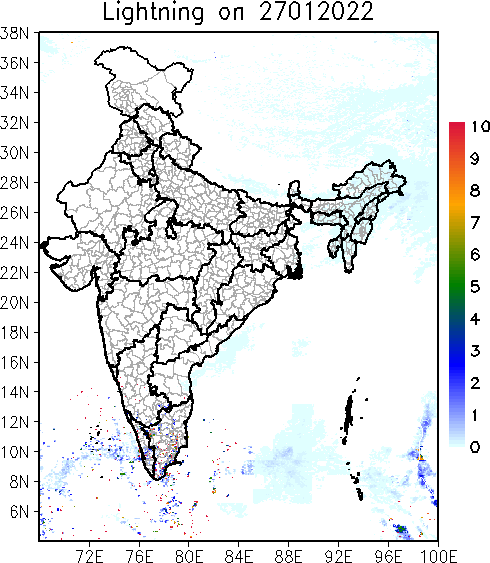 Lightning on 27012022
38N
36N
34N
32N
30N
28N
26N
24N
22N
20N
18N
16N
14N
12N
10N
8N
6N
72E 76E 80E 84E 88E 92E 96E 100E
10
9
8
7
6
5
4
3
2
1
0